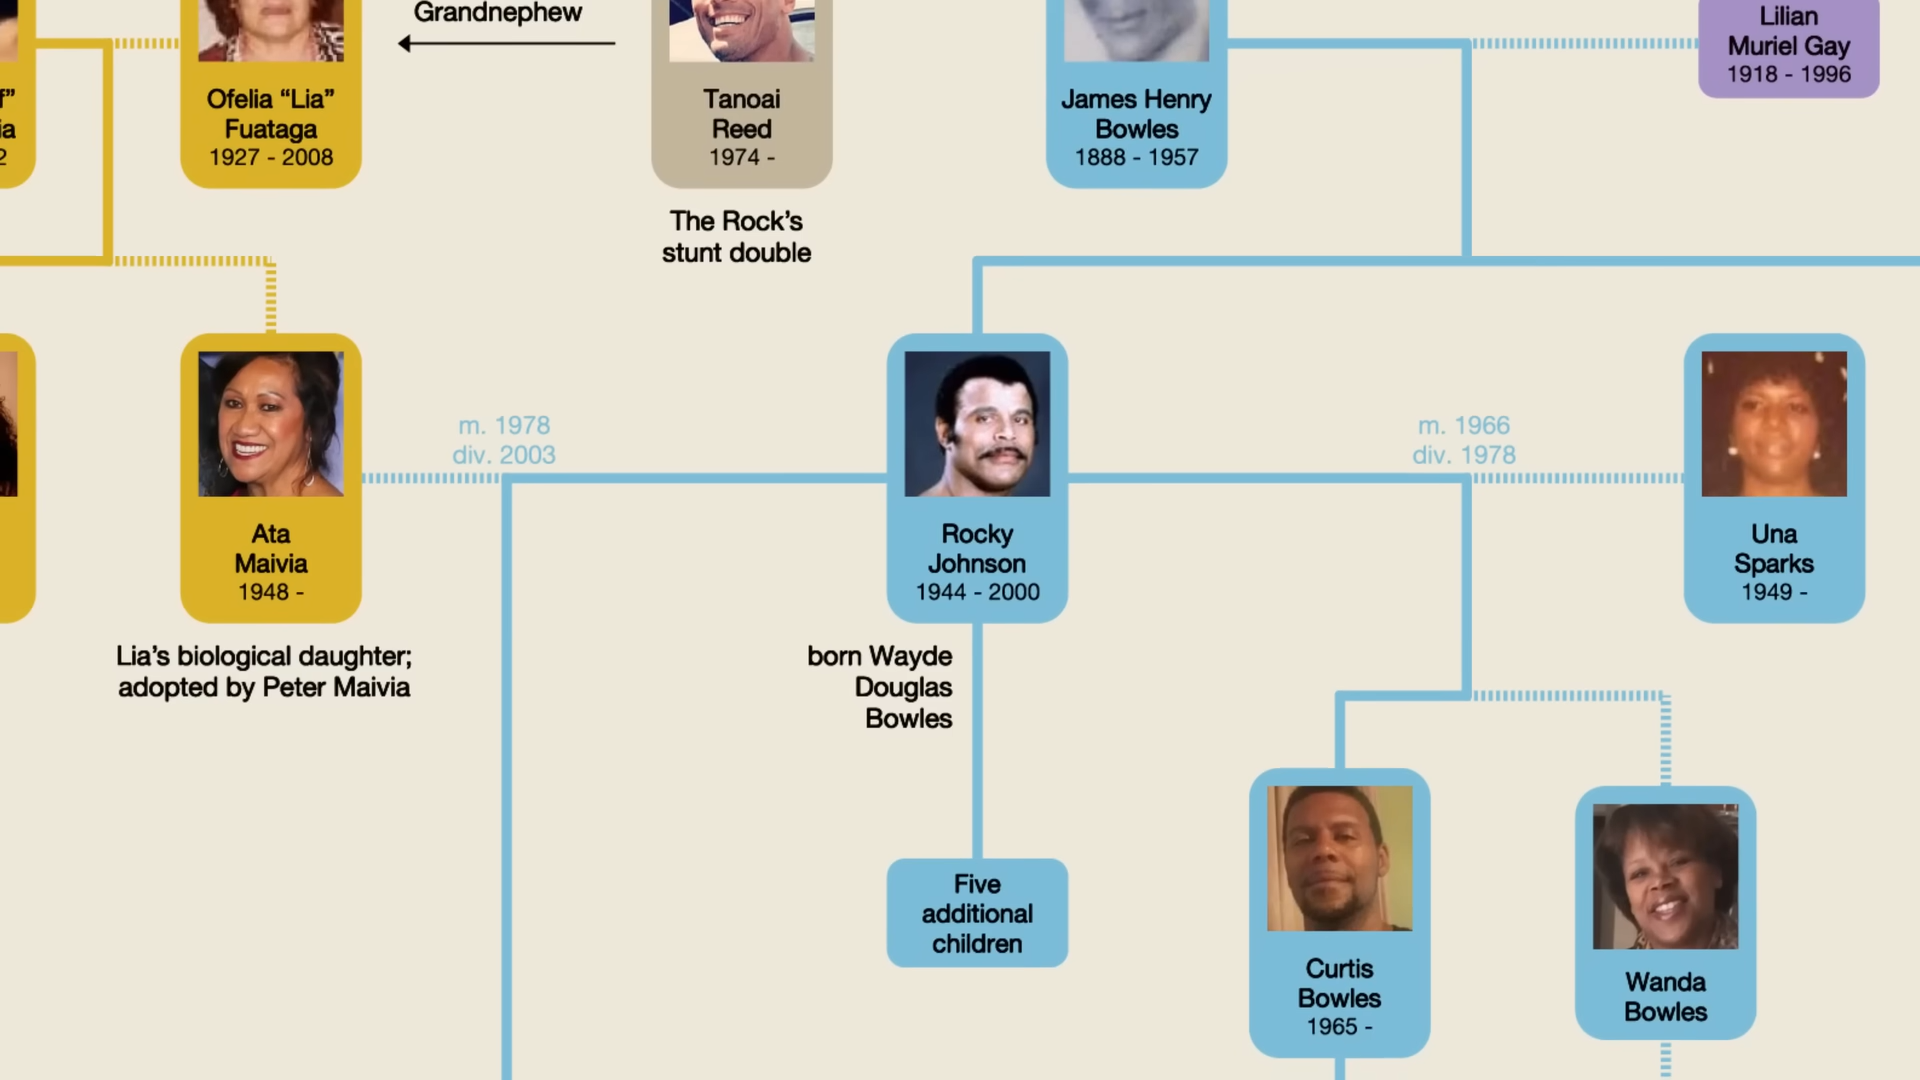 Grandnephew
Lilian
Muriel Gay
1918 - 1996
Ofelia “Lia”
Fuataga
1927 - 2008
Tanoai
Reed
1974 -
James Henry
Bowles
1888 - 1957
The Rock’s
stunt double
m. 1978
div. 2003
m. 1966
div. 1978
Ata
Maivia
1948 -
Rocky
Johnson
1944 - 2000
Una
Sparks
1949 -
Lia’s biological daughter;
adopted by Peter Maivia
born Wayde
Douglas
Bowles
Five
additional
children
Curtis
Bowles
1965 -
Wanda
Bowles